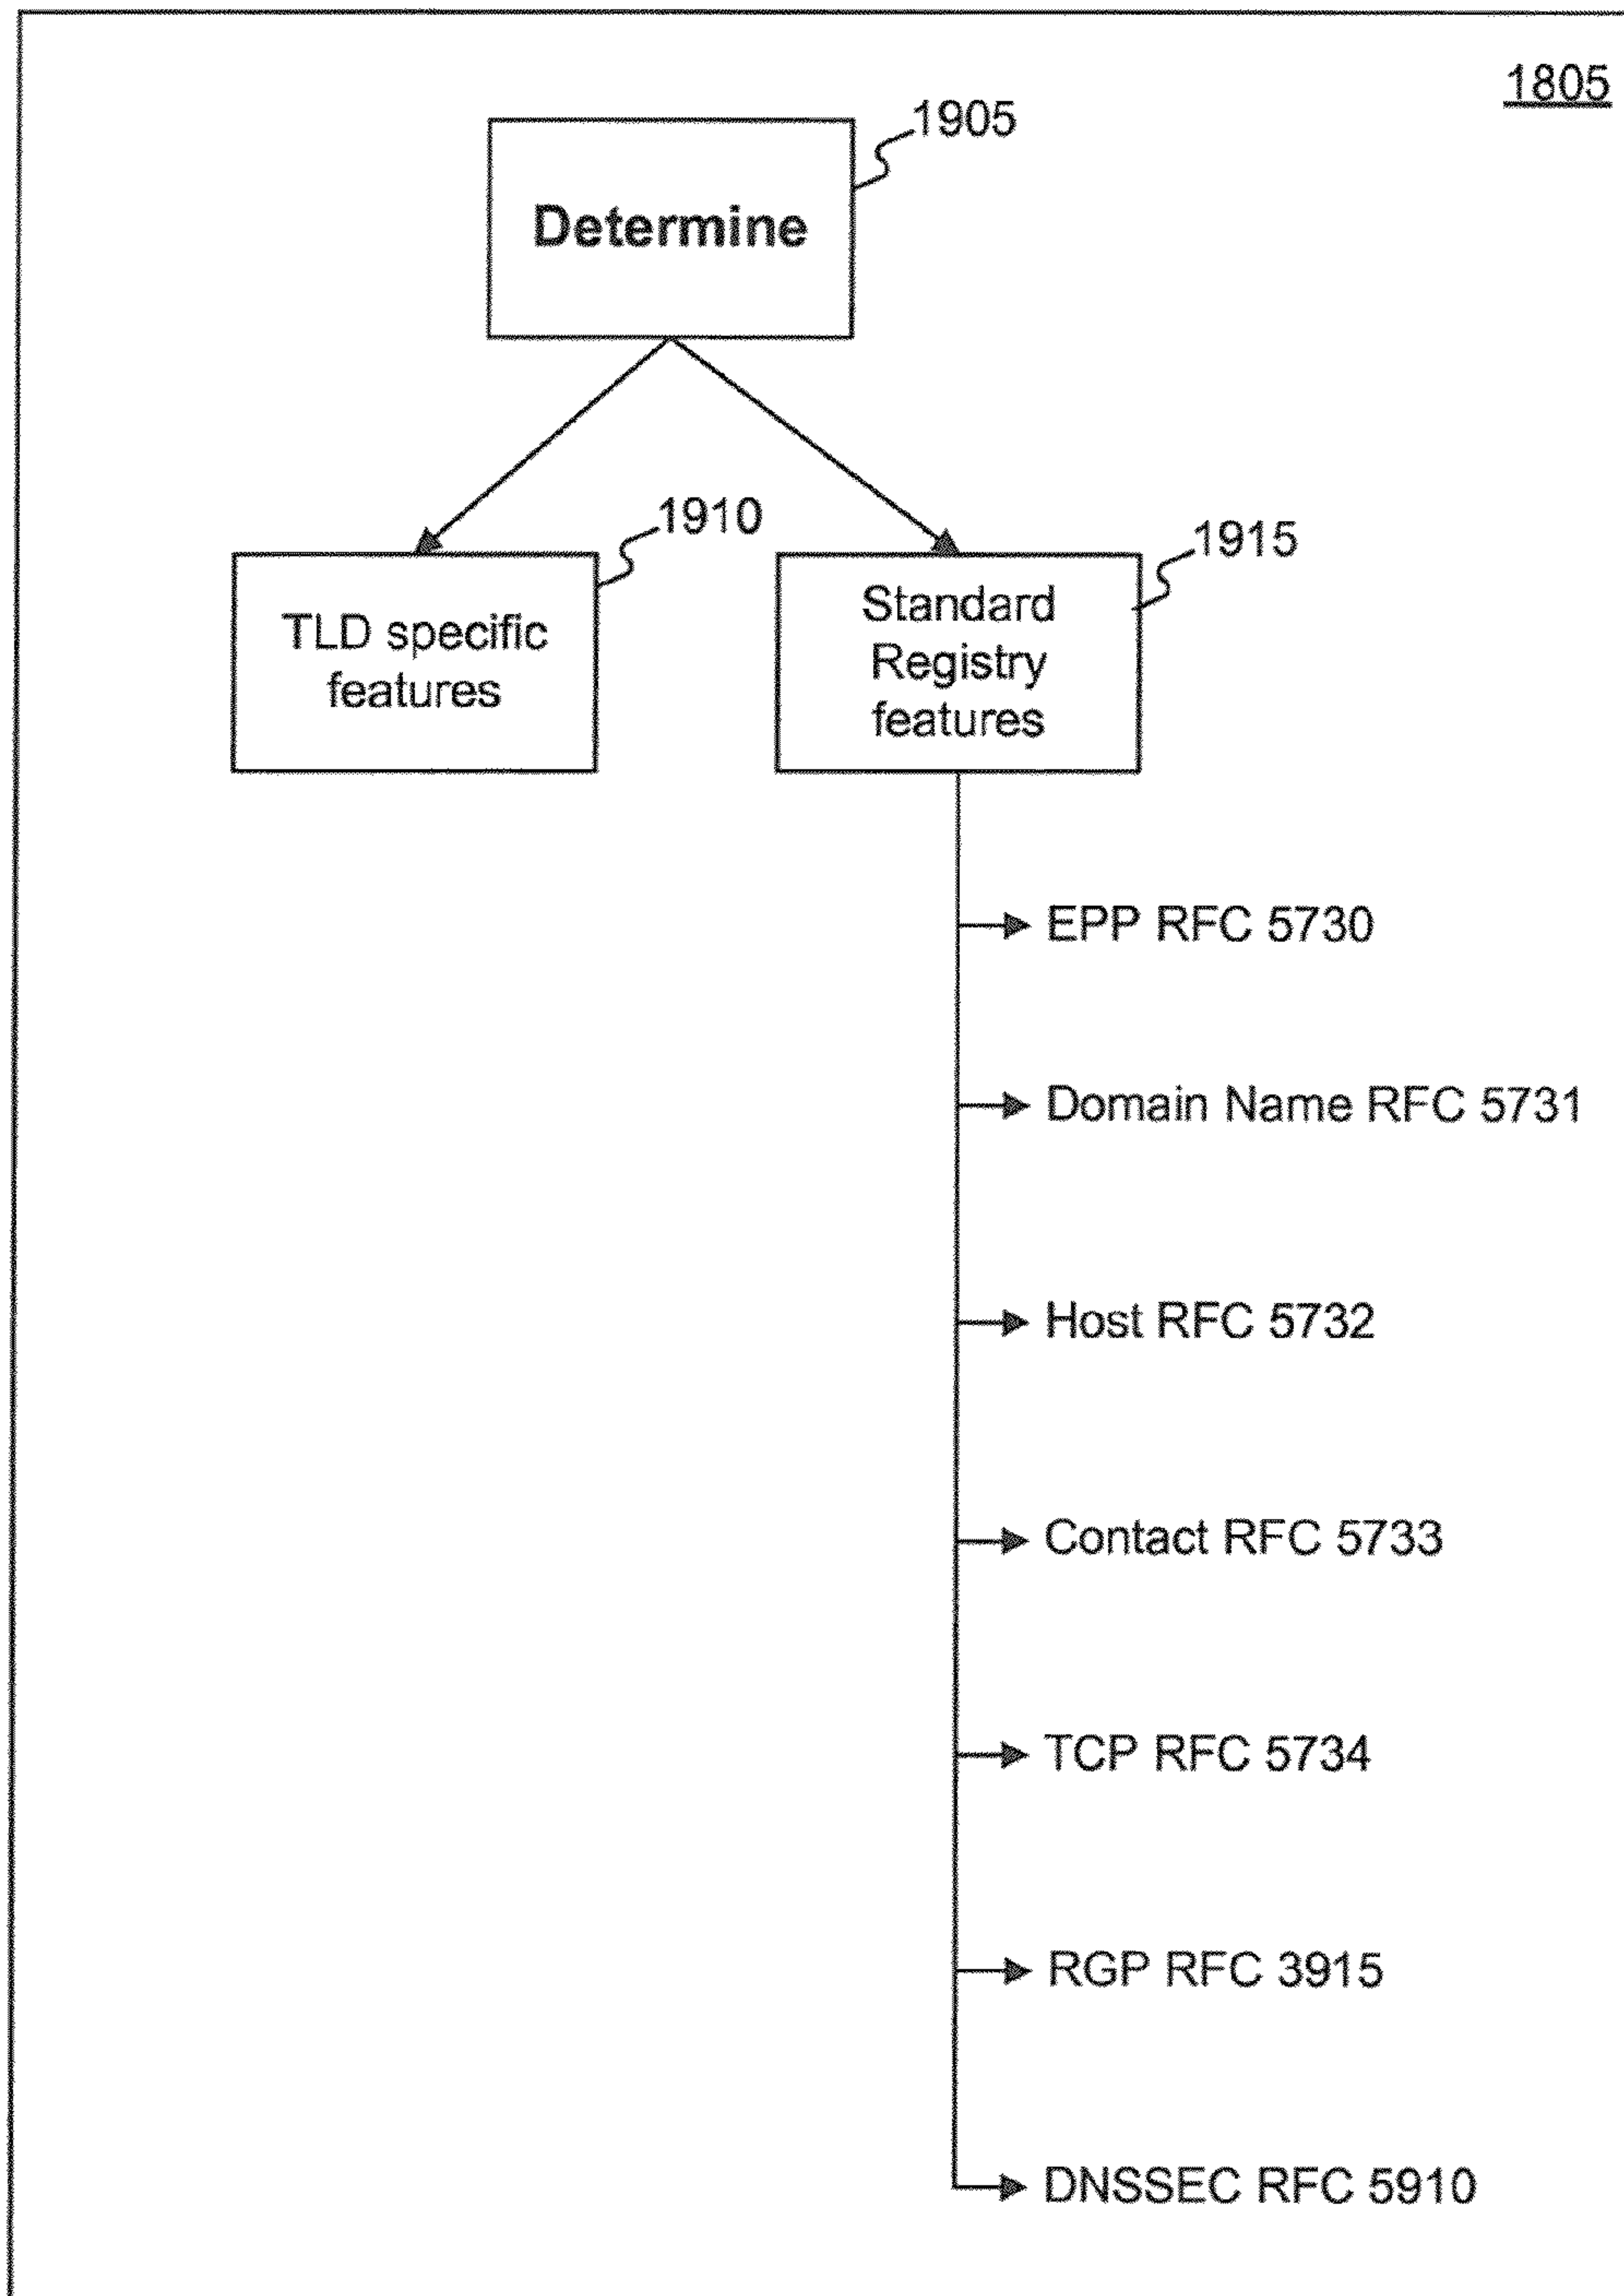 1805
1905
Determine
1910
TLD specific
features
1915
Standard
Registry
features
EPP RFC 5730
Domain Name RFC 5731
Host RFC 5732
Contact RFC 5733
TCP RFC 5734
RGP RFC 3915
DNSSEC RFC 5910